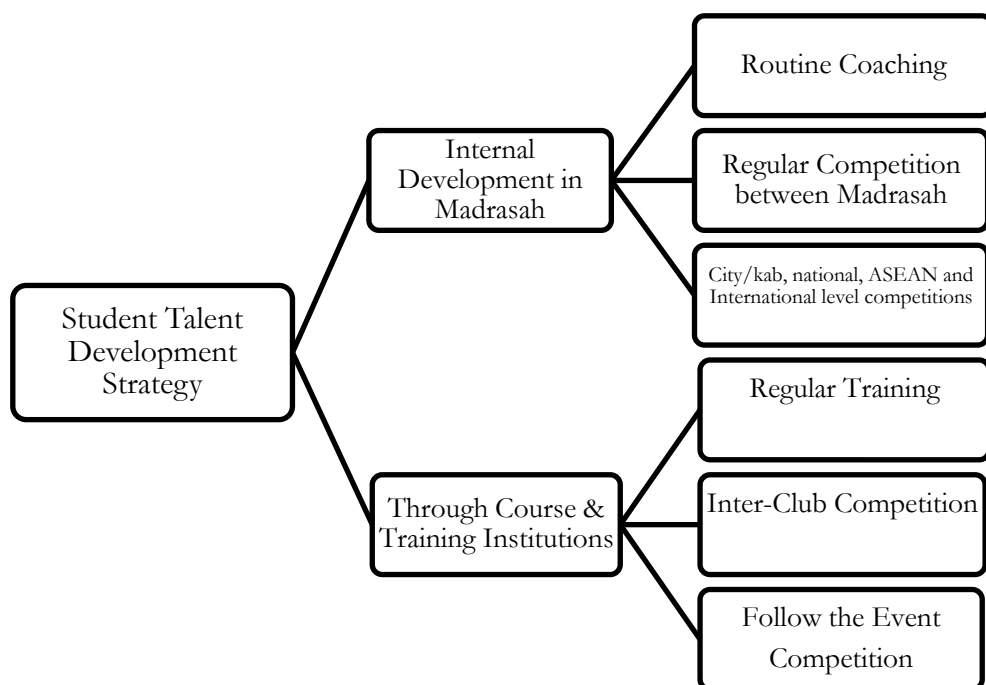 Student Talent
Development
Strategy
Internal
Development in
Madrasah
Routine Coaching
Regular Competition
between Madrasah
City/kab, national, ASEAN and
International level competitions
Through Course &
Training Institutions
Regular Training
Inter-Club Competition
Follow the Event
Competition